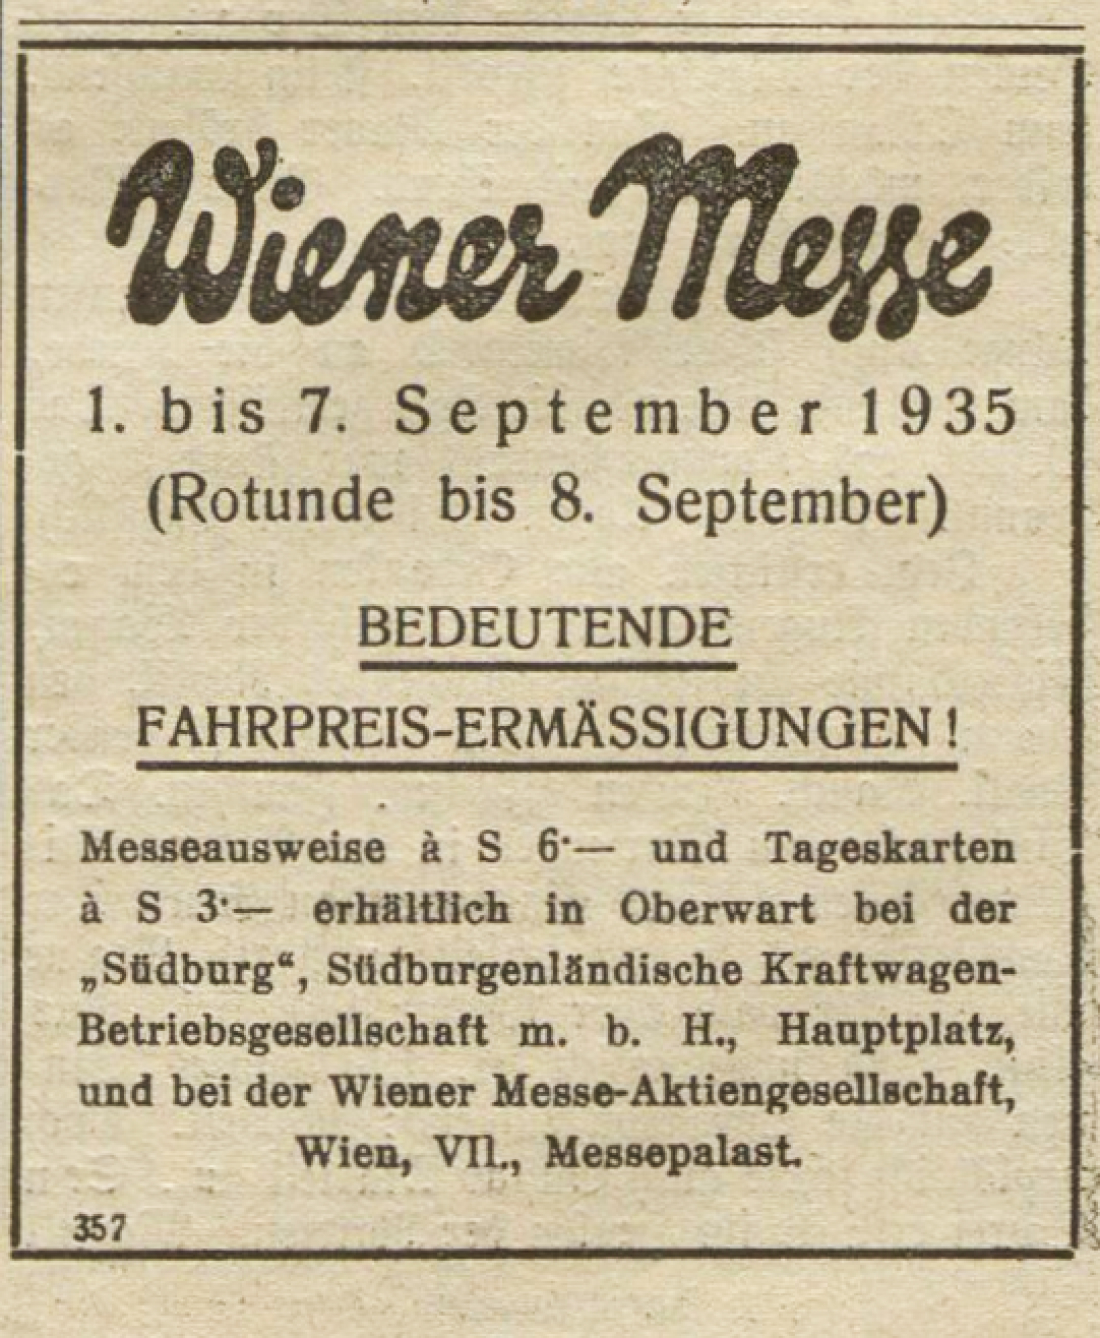 Wiener Messe
1. bis 7. September 1935
(Rotunde bis 8. September)
BEDEUTENDE
FAHRPREIS-ERMÄSSIGUNGEN!
Messeausweise à S 6·— und Tageskarten
à S 3·— erhältlich in Oberwart bei der
„Südburg“, Südburgenländische Kraftwagen-
Betriebsgesellschaft m. b. H., Hauptplatz,
und bei der Wiener Messe-Aktiengesellschaft,
Wien, VII., Messepalast.
357